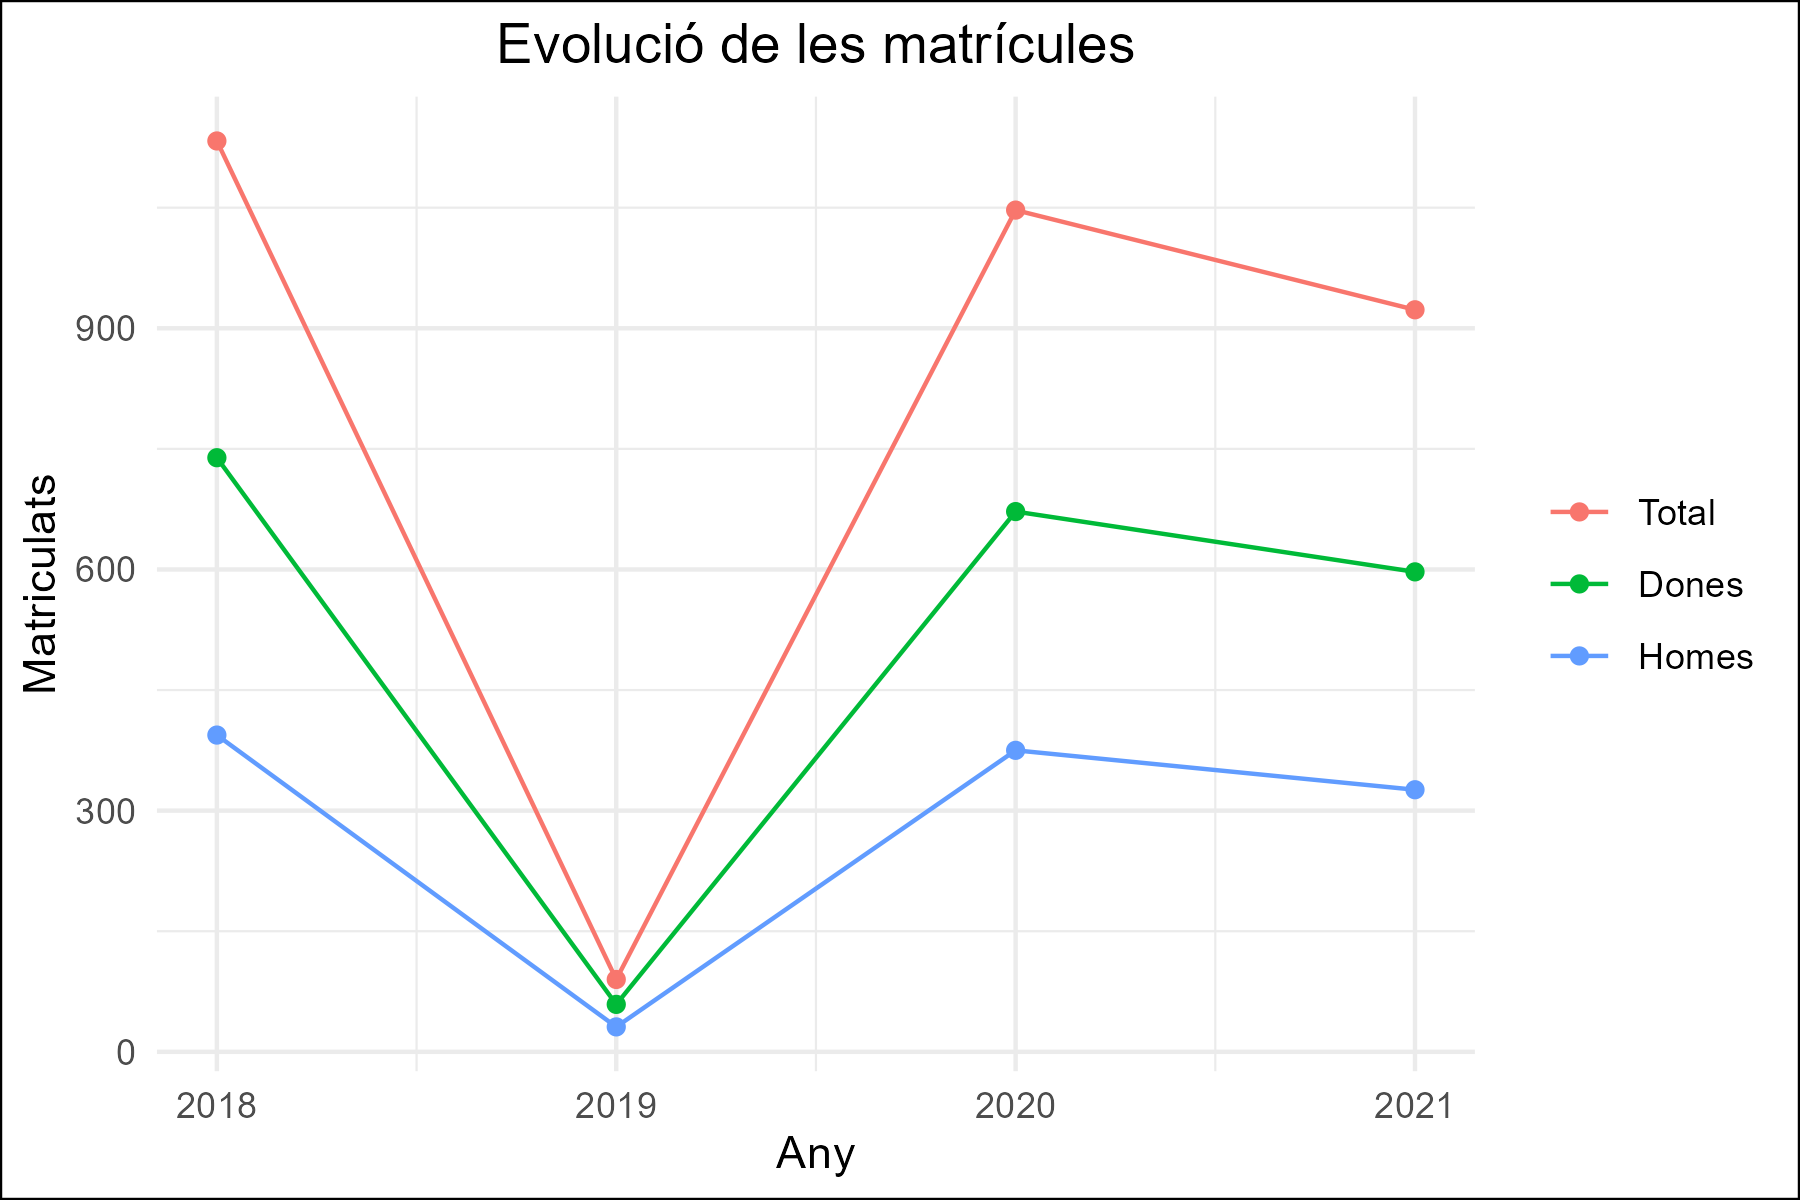 Evolució de les matrícules
Matriculats
900
600
300
0
2018
2019
2020
2021
Any
Total
Dones
Homes